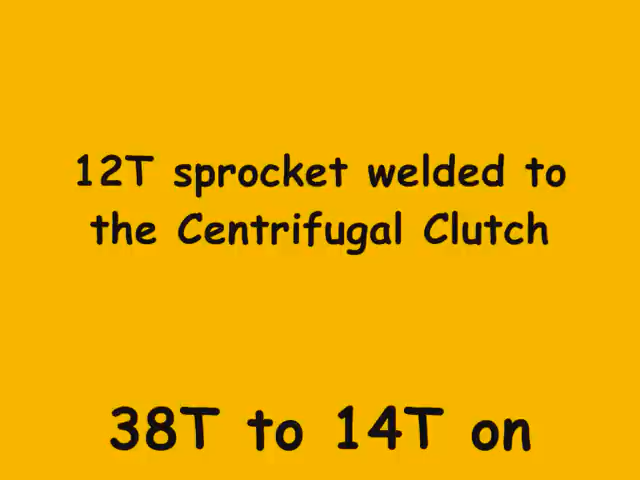 12T sprocket welded to
the Centrifugal Clutch
38T to 14T on